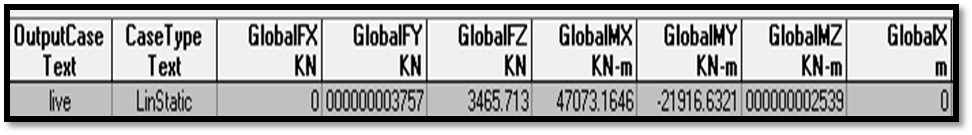 OutputCase CaseType GlobalFX GlobalFY GlobalFZ GlobalMX GlobalMY GlobalMZ GlobalX
Text Text KN KN KN KN-m KN-m KN-m m
live LinStatic 0 000000003757 3465.713 47073.1646 -21916.6321 000000002539 0